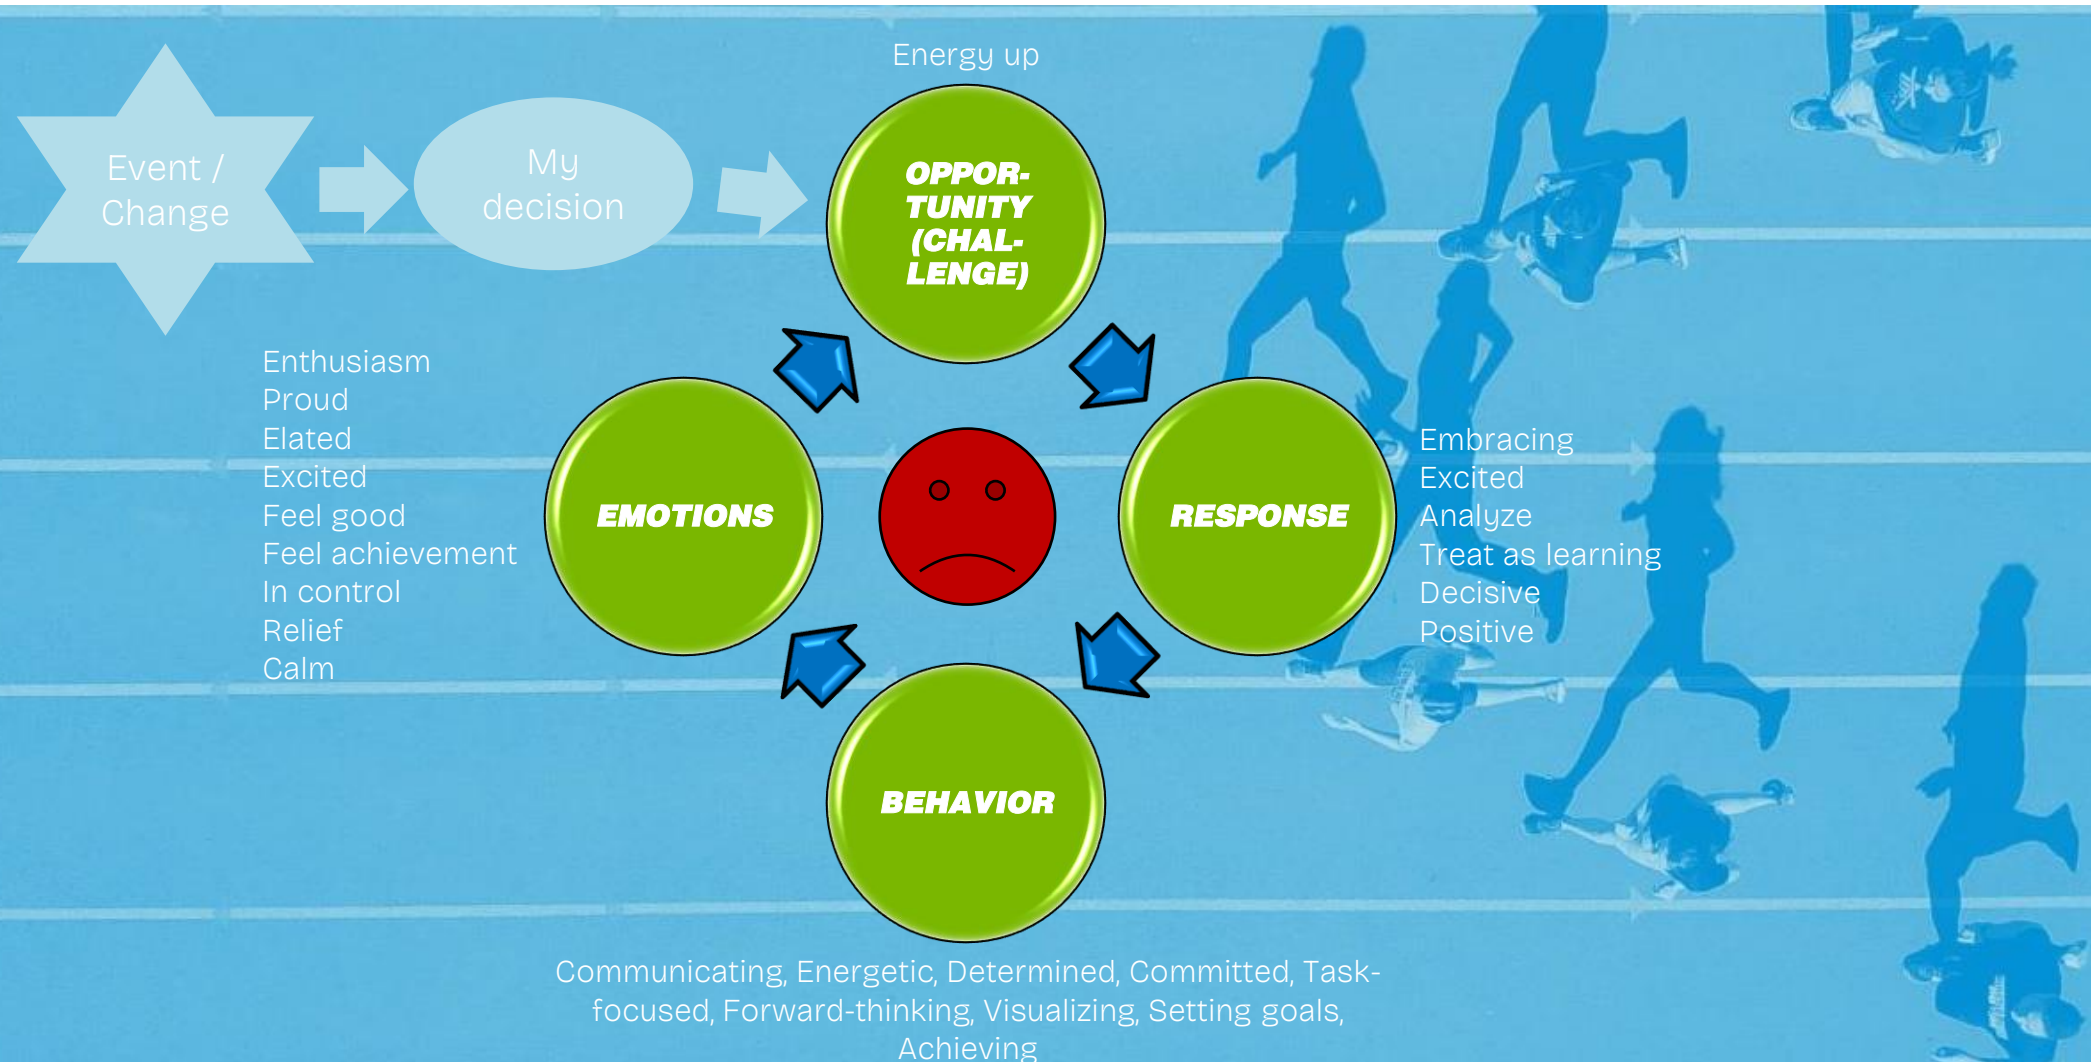 Energy up
Event /
Change
My
decision
OPPOR-
TUNITY
(CHAL-
LENGE)
Enthusiasm
Proud
Elated
Excited
Feel good
Feel achievement
In control
Relief
Calm
EMOTIONS
RESPONSE
Embracing
Excited
Analyze
Treat as learning
Decisive
Positive
BEHAVIOR
Communicating, Energetic, Determined, Committed, Task-
focused, Forward-thinking, Visualizing, Setting goals,
Achieving